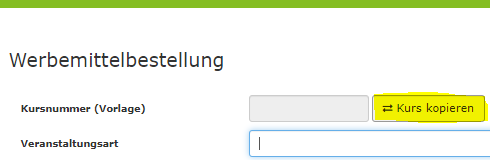 Werbemittelbestellung
Kursnummer (Vorlage) ⇄ Kurs kopieren
Veranstaltungsart